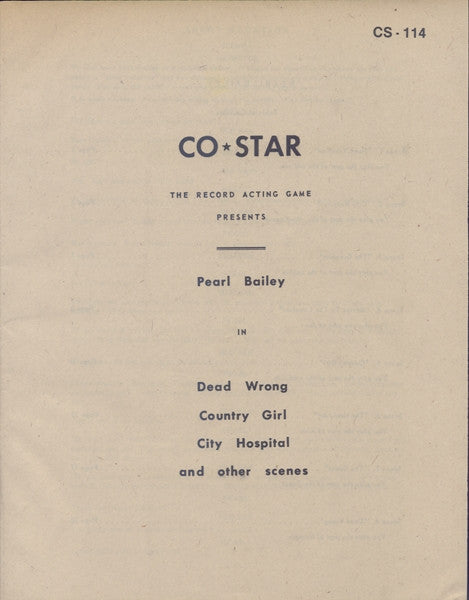 CS - 114
CO★STAR
THE RECORD ACTING GAME
PRESENTS
Pearl Bailey
IN
Dead Wrong
Country Girl
City Hospital
and other scenes